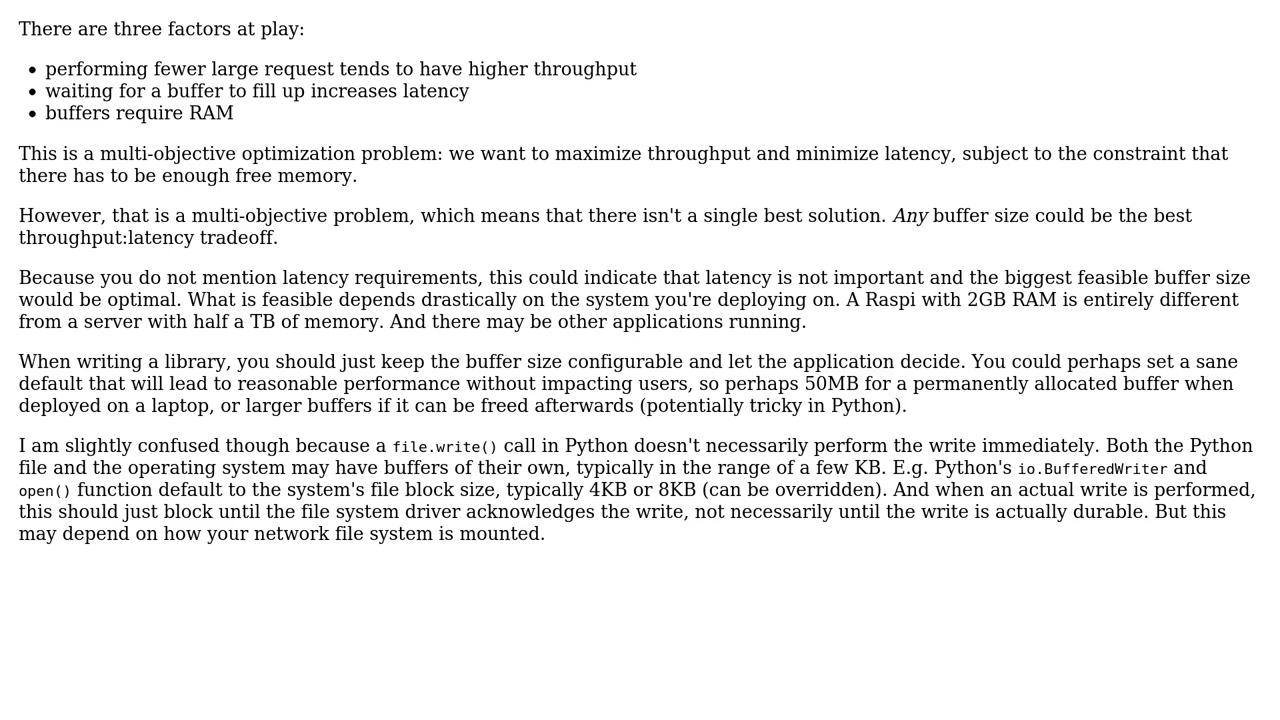 There are three factors at play:
• performing fewer large request tends to have higher throughput
• waiting for a buffer to fill up increases latency
• buffers require RAM
This is a multi-objective optimization problem: we want to maximize throughput and minimize latency, subject to the constraint that
there has to be enough free memory.
However, that is a multi-objective problem, which means that there isn't a single best solution. Any buffer size could be the best
throughput:latency tradeoff.
Because you do not mention latency requirements, this could indicate that latency is not important and the biggest feasible buffer size
would be optimal. What is feasible depends drastically on the system you're deploying on. A Raspi with 2GB RAM is entirely different
from a server with half a TB of memory. And there may be other applications running.
When writing a library, you should just keep the buffer size configurable and let the application decide. You could perhaps set a sane
default that will lead to reasonable performance without impacting users, so perhaps 50MB for a permanently allocated buffer when
deployed on a laptop, or larger buffers if it can be freed afterwards (potentially tricky in Python).
I am slightly confused though because a file.write() call in Python doesn't necessarily perform the write immediately. Both the Python
file and the operating system may have buffers of their own, typically in the range of a few KB. E.g. Python's io.BufferedWriter and
open() function default to the system's file block size, typically 4KB or 8KB (can be overridden). And when an actual write is performed,
this should just block until the file system driver acknowledges the write, not necessarily until the write is actually durable. But this
may depend on how your network file system is mounted.